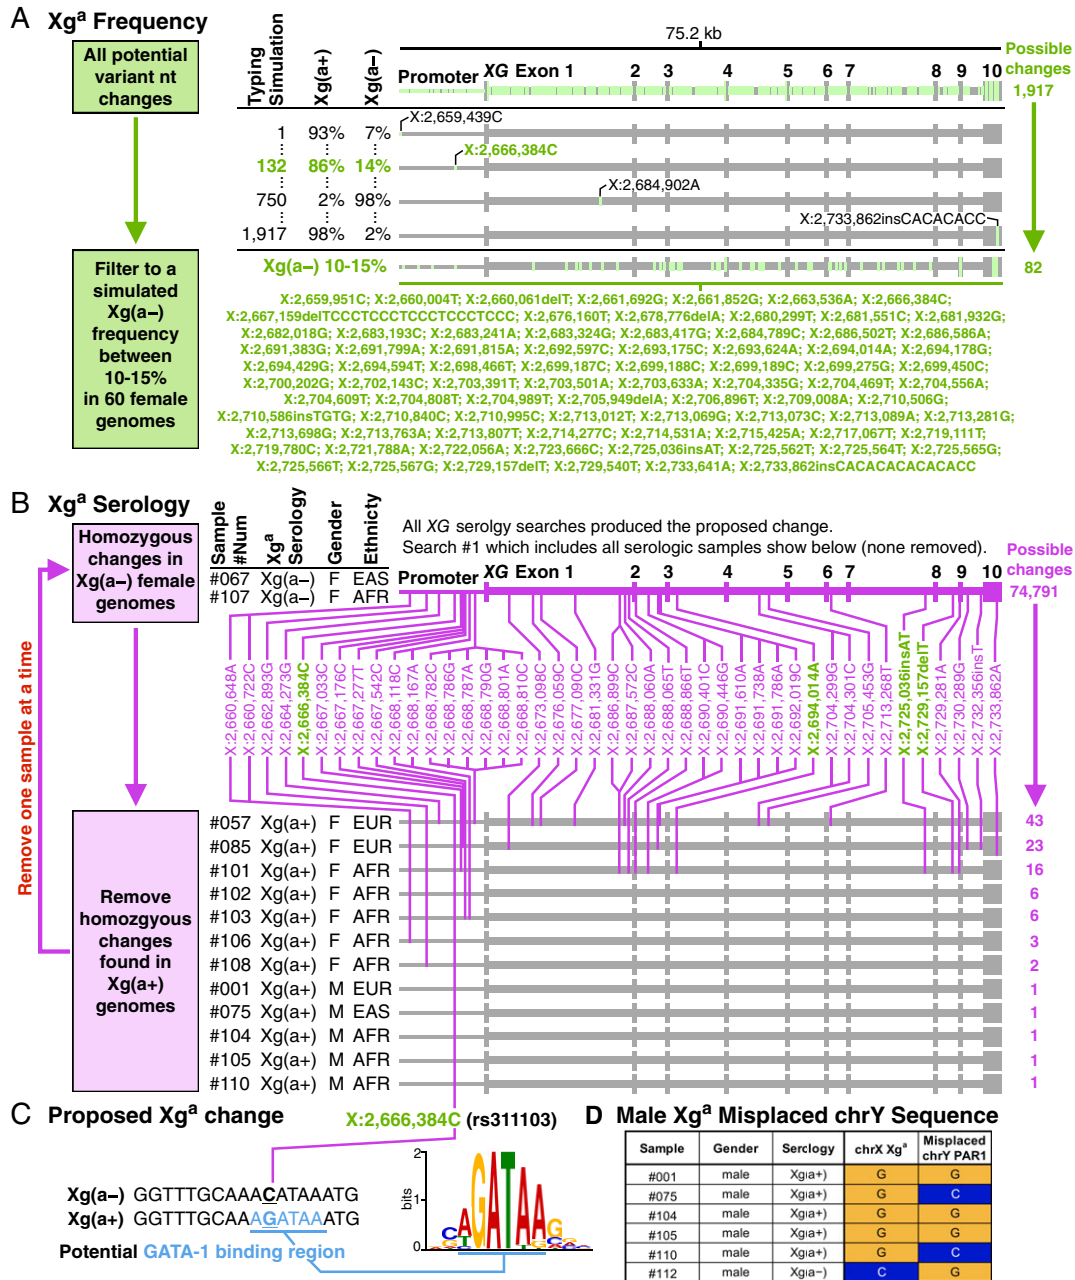 A Xgᵃ Frequency
All potential
variant nt
changes
Filter to a
simulated
Xg(a–)
frequency
between
10-15%
in 60 female
genomes
Typing
Simulation
Xg(a+)
Xg(a–)
75.2 kb
Promoter XG Exon 1 2 3 4 5 6 7 8 9 10
Possible
changes
1,917
1 93% 7%
X:2,659,439C
132 86% 14%
X:2,666,384C
750 2% 98%
X:2,684,902A
1,917 98% 2%
X:2,733,862insCACACACC
Xg(a–) 10-15%
82
X:2,659,951C; X:2,660,004T; X:2,660,061delT; X:2,661,692G; X:2,661,852G; X:2,663,536A; X:2,666,384C;
X:2,667,159delTCCCTCCCTCCCTCCCTCCC; X:2,676,160T; X:2,678,776delA; X:2,680,299T; X:2,681,551C; X:2,681,932G;
X:2,682,018G; X:2,683,193C; X:2,683,241A; X:2,683,324G; X:2,683,417G; X:2,684,789C; X:2,686,502T; X:2,686,586A;
X:2,691,383G; X:2,691,799A; X:2,691,815A; X:2,692,597C; X:2,693,175C; X:2,693,624A; X:2,694,014A; X:2,694,178G;
X:2,694,429G; X:2,694,594T; X:2,698,466T; X:2,699,187C; X:2,699,188C; X:2,699,189C; X:2,699,275G; X:2,699,450C;
X:2,700,202G; X:2,702,143C; X:2,703,391T; X:2,703,501A; X:2,703,633A; X:2,704,335G; X:2,704,469T; X:2,704,556A;
X:2,704,609T; X:2,704,808T; X:2,704,989T; X:2,705,949delA; X:2,706,896T; X:2,709,008A; X:2,710,506G;
X:2,710,586insTGTG; X:2,710,840C; X:2,710,995C; X:2,713,012T; X:2,713,069G; X:2,713,073C; X:2,713,089A; X:2,713,281G;
X:2,713,698G; X:2,713,763A; X:2,713,807T; X:2,714,277C; X:2,714,531A; X:2,715,425A; X:2,717,067T; X:2,719,111T;
X:2,719,780C; X:2,721,788A; X:2,722,056A; X:2,723,666C; X:2,725,036insAT; X:2,725,562T; X:2,725,564T; X:2,725,565G;
X:2,725,566T; X:2,725,567G; X:2,729,157delT; X:2,729,540T; X:2,733,641A; X:2,733,862insCACACACACACACC
B Xgᵃ Serology
Remove one sample at a time
Homozygous
changes in
Xg(a–) female
genomes
Remove
homzgyous
changes
found in
Xg(a+)
genomes
Sample
#Num
Xgᵃ
Serology
Gender
Ethnicty
All XG serolgy searches produced the proposed change.
Search #1 which includes all serologic samples show below (none removed).
Possible
changes
74,791
#067 Xg(a–) F EAS
#107 Xg(a–) F AFR
Promoter XG Exon 1 2 3 4 5 6 7 8 9 10
X:2,660,648A
X:2,660,722C
X:2,662,893G
X:2,664,273G
X:2,666,384C
X:2,667,033C
X:2,667,176C
X:2,667,277T
X:2,667,542C
X:2,668,118C
X:2,668,167A
X:2,668,782C
X:2,668,786G
X:2,668,787A
X:2,668,790G
X:2,668,801A
X:2,668,810C
X:2,673,098C
X:2,676,059C
X:2,677,090C
X:2,681,331G
X:2,686,899C
X:2,687,572C
X:2,688,060A
X:2,688,065T
X:2,688,866T
X:2,690,401C
X:2,690,446G
X:2,691,610A
X:2,691,738A
X:2,691,786A
X:2,692,019C
X:2,694,014A
X:2,704,299G
X:2,704,301C
X:2,709,453G
X:2,713,268T
X:2,725,036insAT
X:2,729,157delT
X:2,729,281A
X:2,730,289G
X:2,732,356insT
X:2,733,862A
#057 Xg(a+) F EUR 43
#085 Xg(a+) F EUR 23
#101 Xg(a+) F AFR 16
#102 Xg(a+) F AFR 6
#103 Xg(a+) F AFR 6
#106 Xg(a+) F AFR 3
#108 Xg(a+) F AFR 2
#001 Xg(a+) M EUR 1
#075 Xg(a+) M EAS 1
#104 Xg(a+) M AFR 1
#105 Xg(a+) M AFR 1
#110 Xg(a+) M AFR 1
C Proposed Xgᵃ change
X:2,666,384C (rs311103)
Xg(a–) GGTTTGCAAACATAAATG
Xg(a+) GGTTTGCAAAGATAAATG
Potential GATA-1 binding region
bits
2
1
0
D Male Xgᵃ Misplaced chrY Sequence
Sample Gender Serclogy chrX Xgᵃ Misplaced chrY PAR1
#001 male Xg(a+) G G
#075 male Xg(a+) G C
#104 male Xg(a+) G G
#105 male Xg(a+) G G
#110 male Xg(a+) G C
#112 male Xg(a–) C G